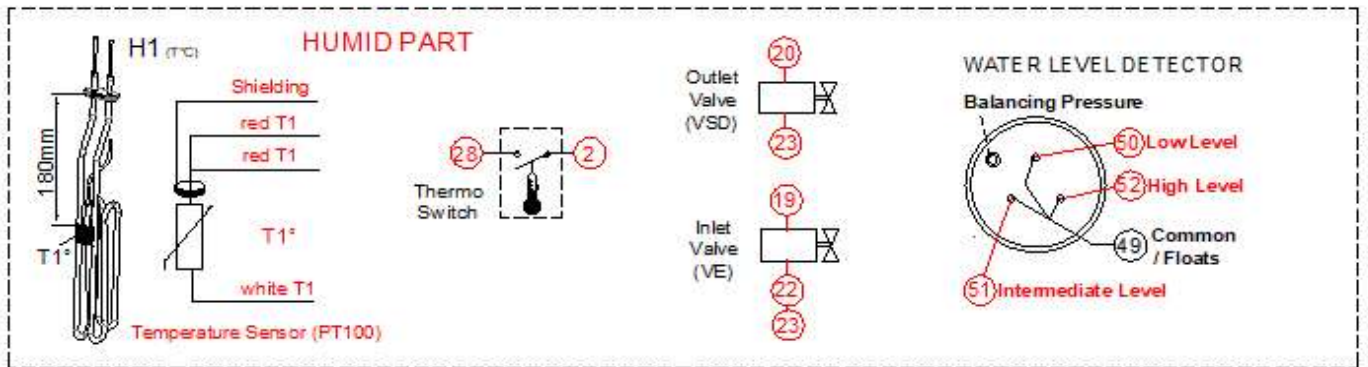 H1 (T°C)
HUMID PART
Shielding
red T1
red T1
180mm
T1°
T1°
white T1
Temperature Sensor (PT100)
28
2
Thermo
Switch
20
Outlet
Valve
(VSD)
23
19
Inlet
Valve
(VE)
22
23
WATER LEVEL DETECTOR
Balancing Pressure
50 Low Level
52 High Level
49 Common
/ Floats
51 Intermediate Level